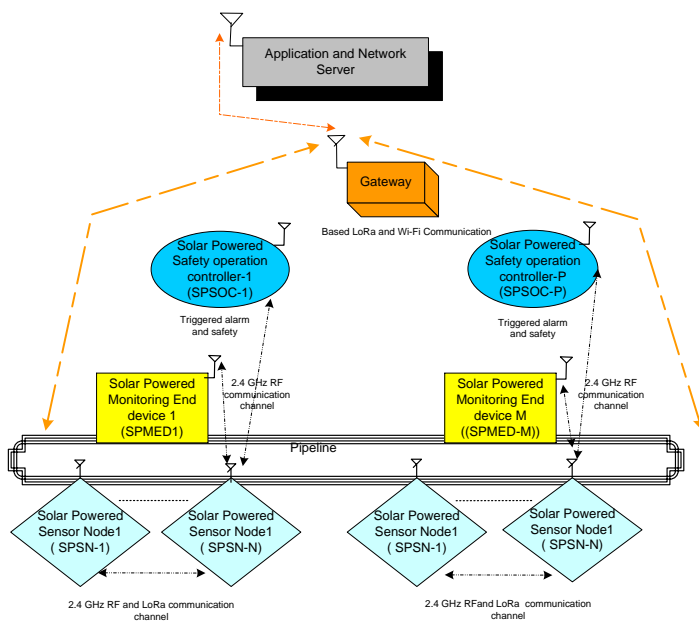 Application and Network
Server
Gateway
Based LoRa and Wi-Fi Communication
Solar Powered
Safety operation
controller-1
(SPSOC-1)
Solar Powered
Safety operation
controller-P
(SPSOC-P)
Triggered alarm
and safety
Triggered alarm
and safety
Solar Powered
Monitoring End
device 1
(SPMED1)
2.4 GHz RF
communication
channel
Solar Powered
Monitoring End
device M
((SPMED-M))
2.4 GHz RF
communication
channel
Pipeline
Solar Powered
Sensor Node1
( SPSN-1)
Solar Powered
Sensor Node1
( SPSN-N)
Solar Powered
Sensor Node1
( SPSN-1)
Solar Powered
Sensor Node1
( SPSN-N)
2.4 GHz RF and LoRa communication
channel
2.4 GHz RFand LoRa communication
channel